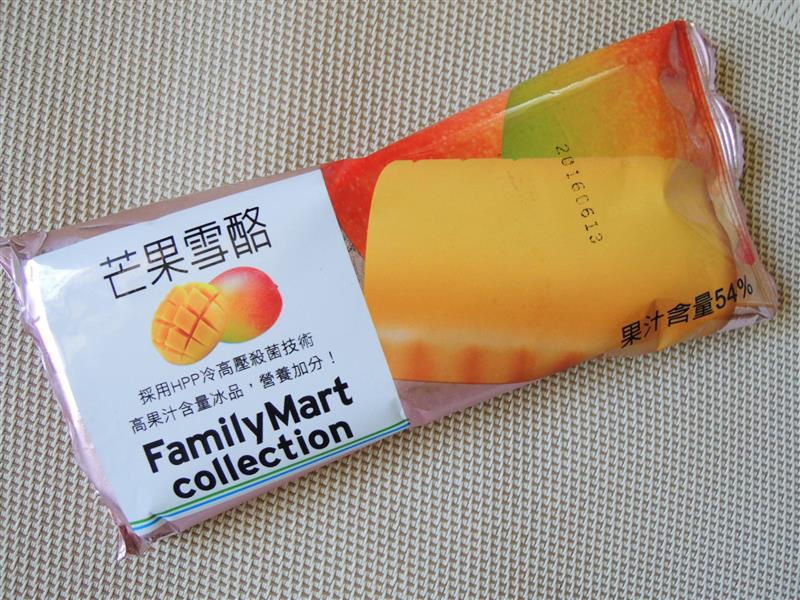 芒果雪酪
採用HPP冷高壓殺菌技術
高果汁含量冰品，營養加分！
FamilyMart
collection
20160613
果汁含量54%